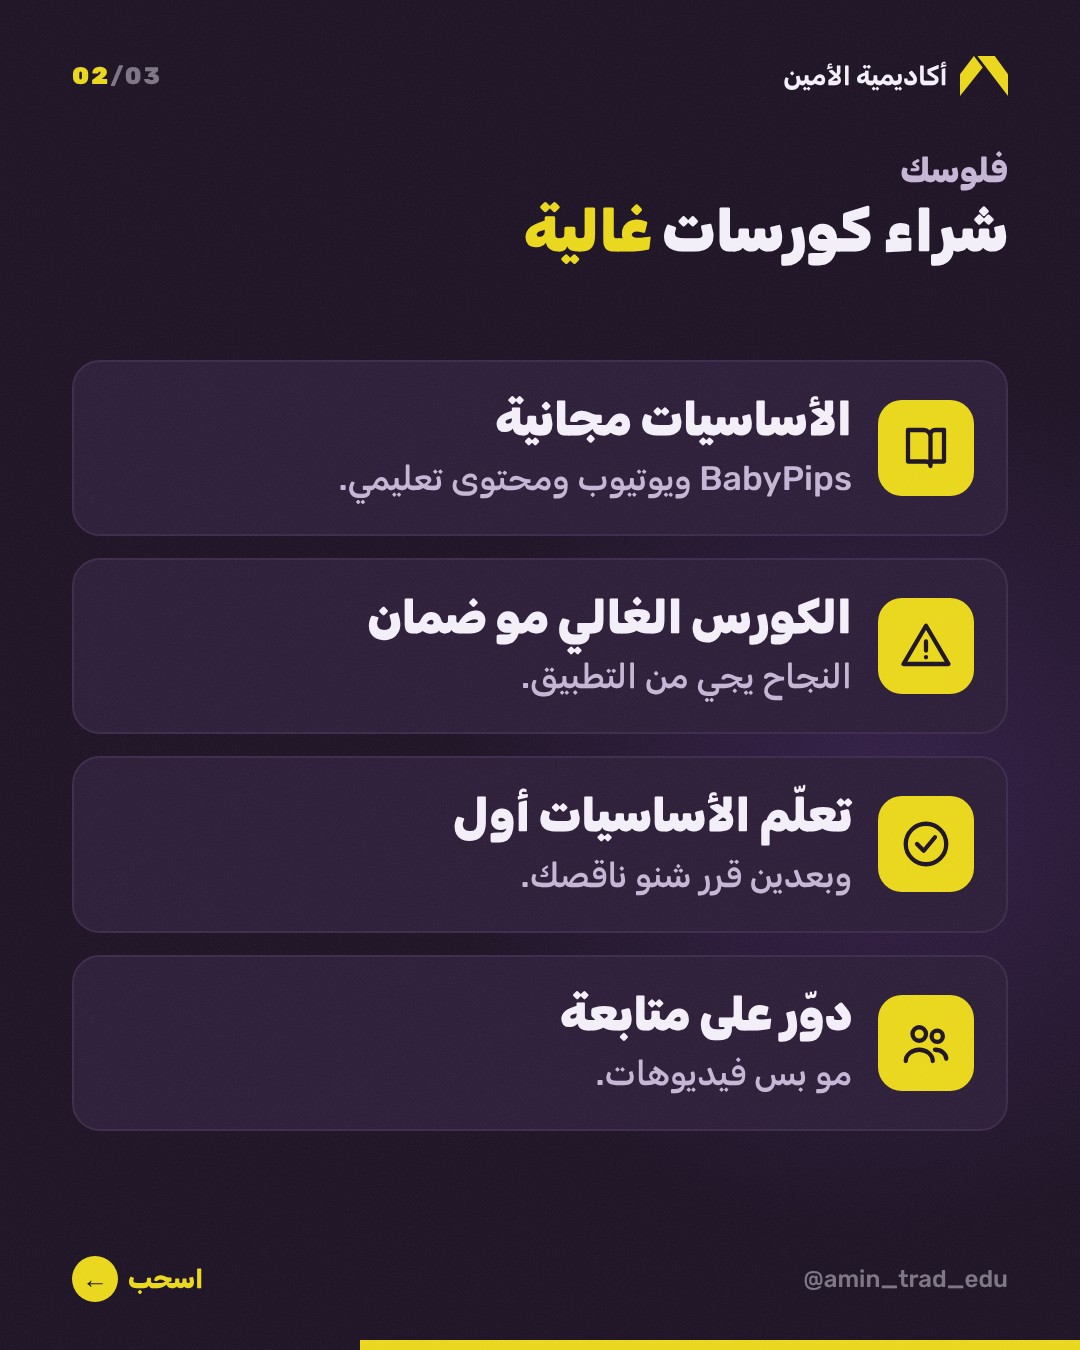 أكاديمية الأمين
02/03
فلوسك
شراء كورسات غالية
الأساسيات مجانية
BabyPips ويوتيوب ومحتوى تعليمي.
الكورس الغالي مو ضمان
النجاح يجي من التطبيق.
تعلّم الأساسيات أول
وبعدين قرر شنو ناقصك.
دوّر على متابعة
مو بس فيديوهات.
@amin_trad_edu
اسحب ←